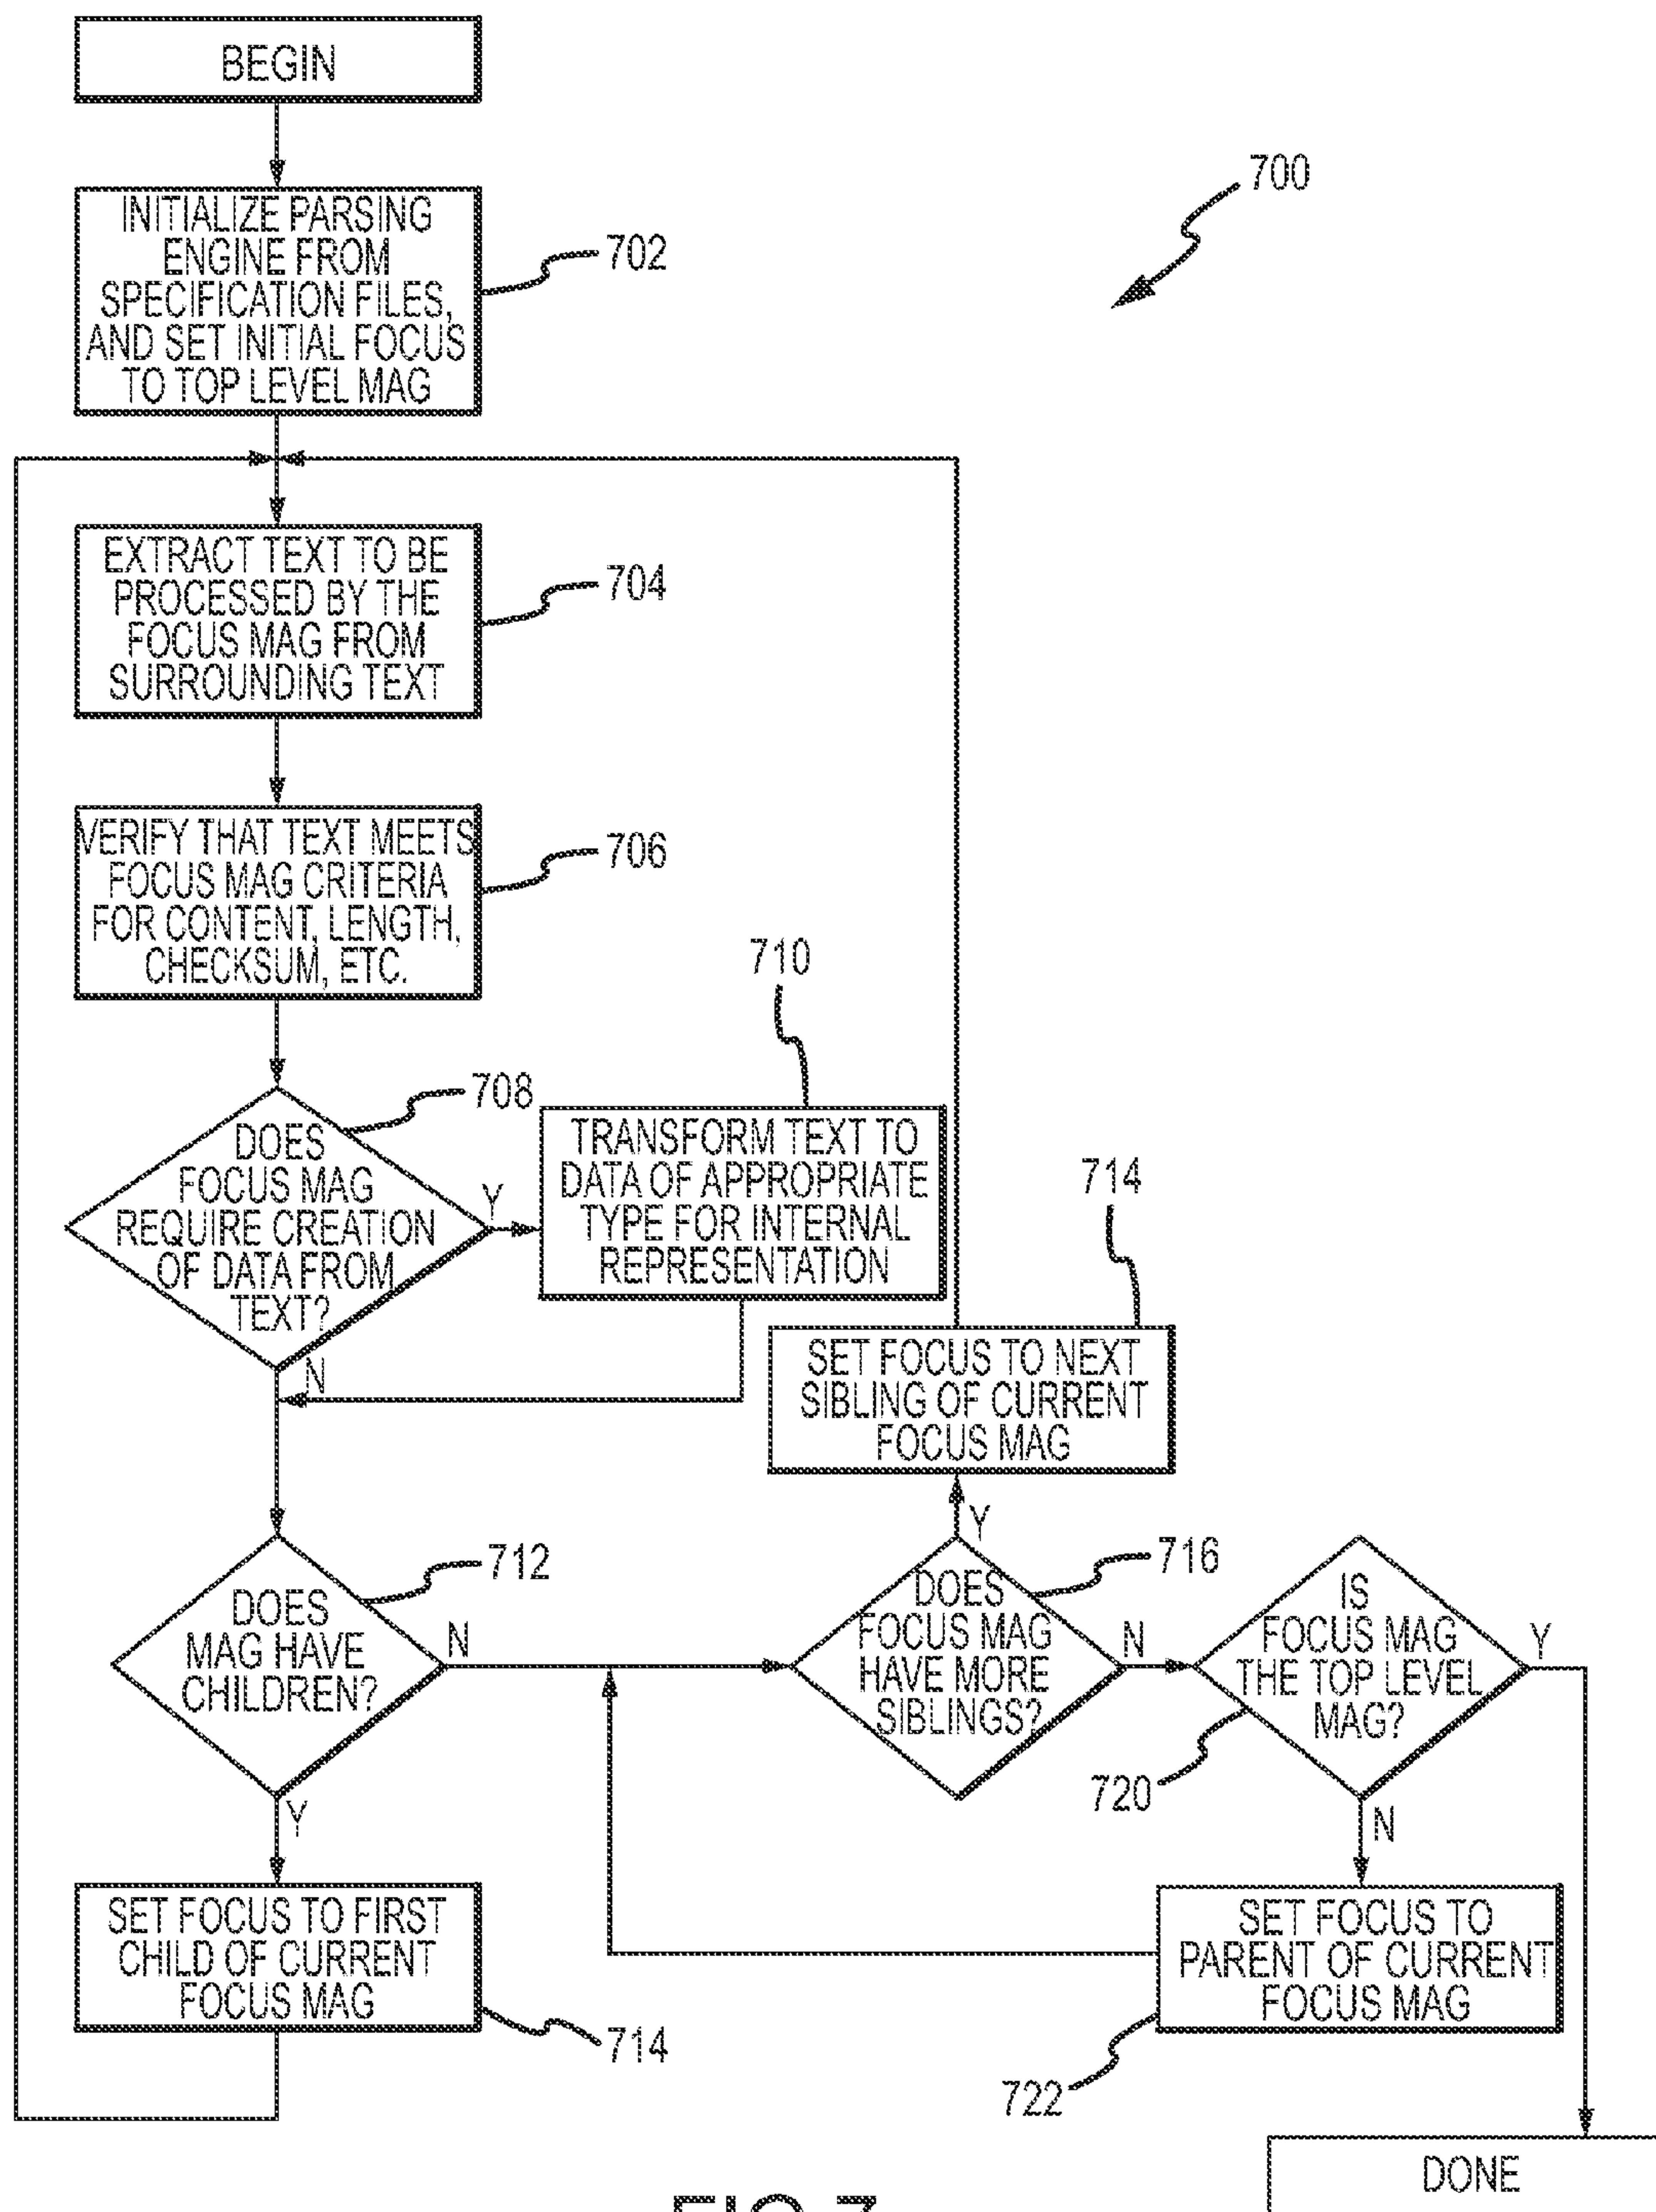 BEGIN
700
INITIALIZE PARSING
ENGINE FROM
SPECIFICATION FILES,
AND SET INITIAL FOCUS
TO TOP LEVEL MAG
702
EXTRACT TEXT TO BE
PROCESSED BY THE
FOCUS MAG FROM
SURROUNDING TEXT
704
VERIFY THAT TEXT MEETS
FOCUS MAG CRITERIA
FOR CONTENT, LENGTH,
CHECKSUM, ETC.
706
DOES
FOCUS MAG
REQUIRE CREATION
OF DATA FROM
TEXT?
708
Y
N
710
TRANSFORM TEXT TO
DATA OF APPROPRIATE
TYPE FOR INTERNAL
REPRESENTATION
714
SET FOCUS TO NEXT
SIBLING OF CURRENT
FOCUS MAG
Y
DOES
MAG HAVE
CHILDREN?
712
N
Y
DOES
FOCUS MAG
HAVE MORE
SIBLINGS?
716
N
IS
FOCUS MAG
THE TOP LEVEL
MAG?
720
Y
N
SET FOCUS TO FIRST
CHILD OF CURRENT
FOCUS MAG
714
SET FOCUS TO
PARENT OF CURRENT
FOCUS MAG
722
DONE
FIG.7